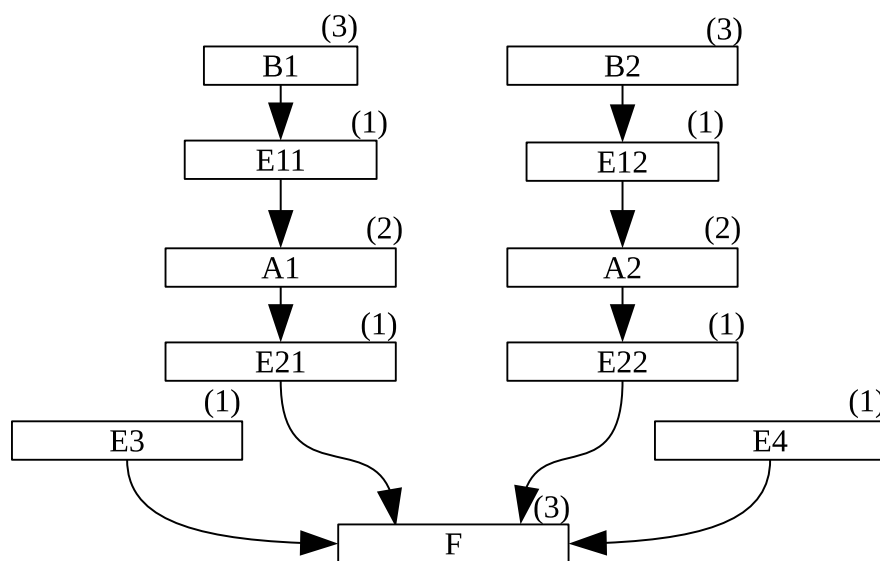 (3) (3)
B1 B2
(1) (1)
E11 E12
(2) (2)
A1 A2
(1) (1)
E21 E22
(1) (1)
E3 E4
(3)
F